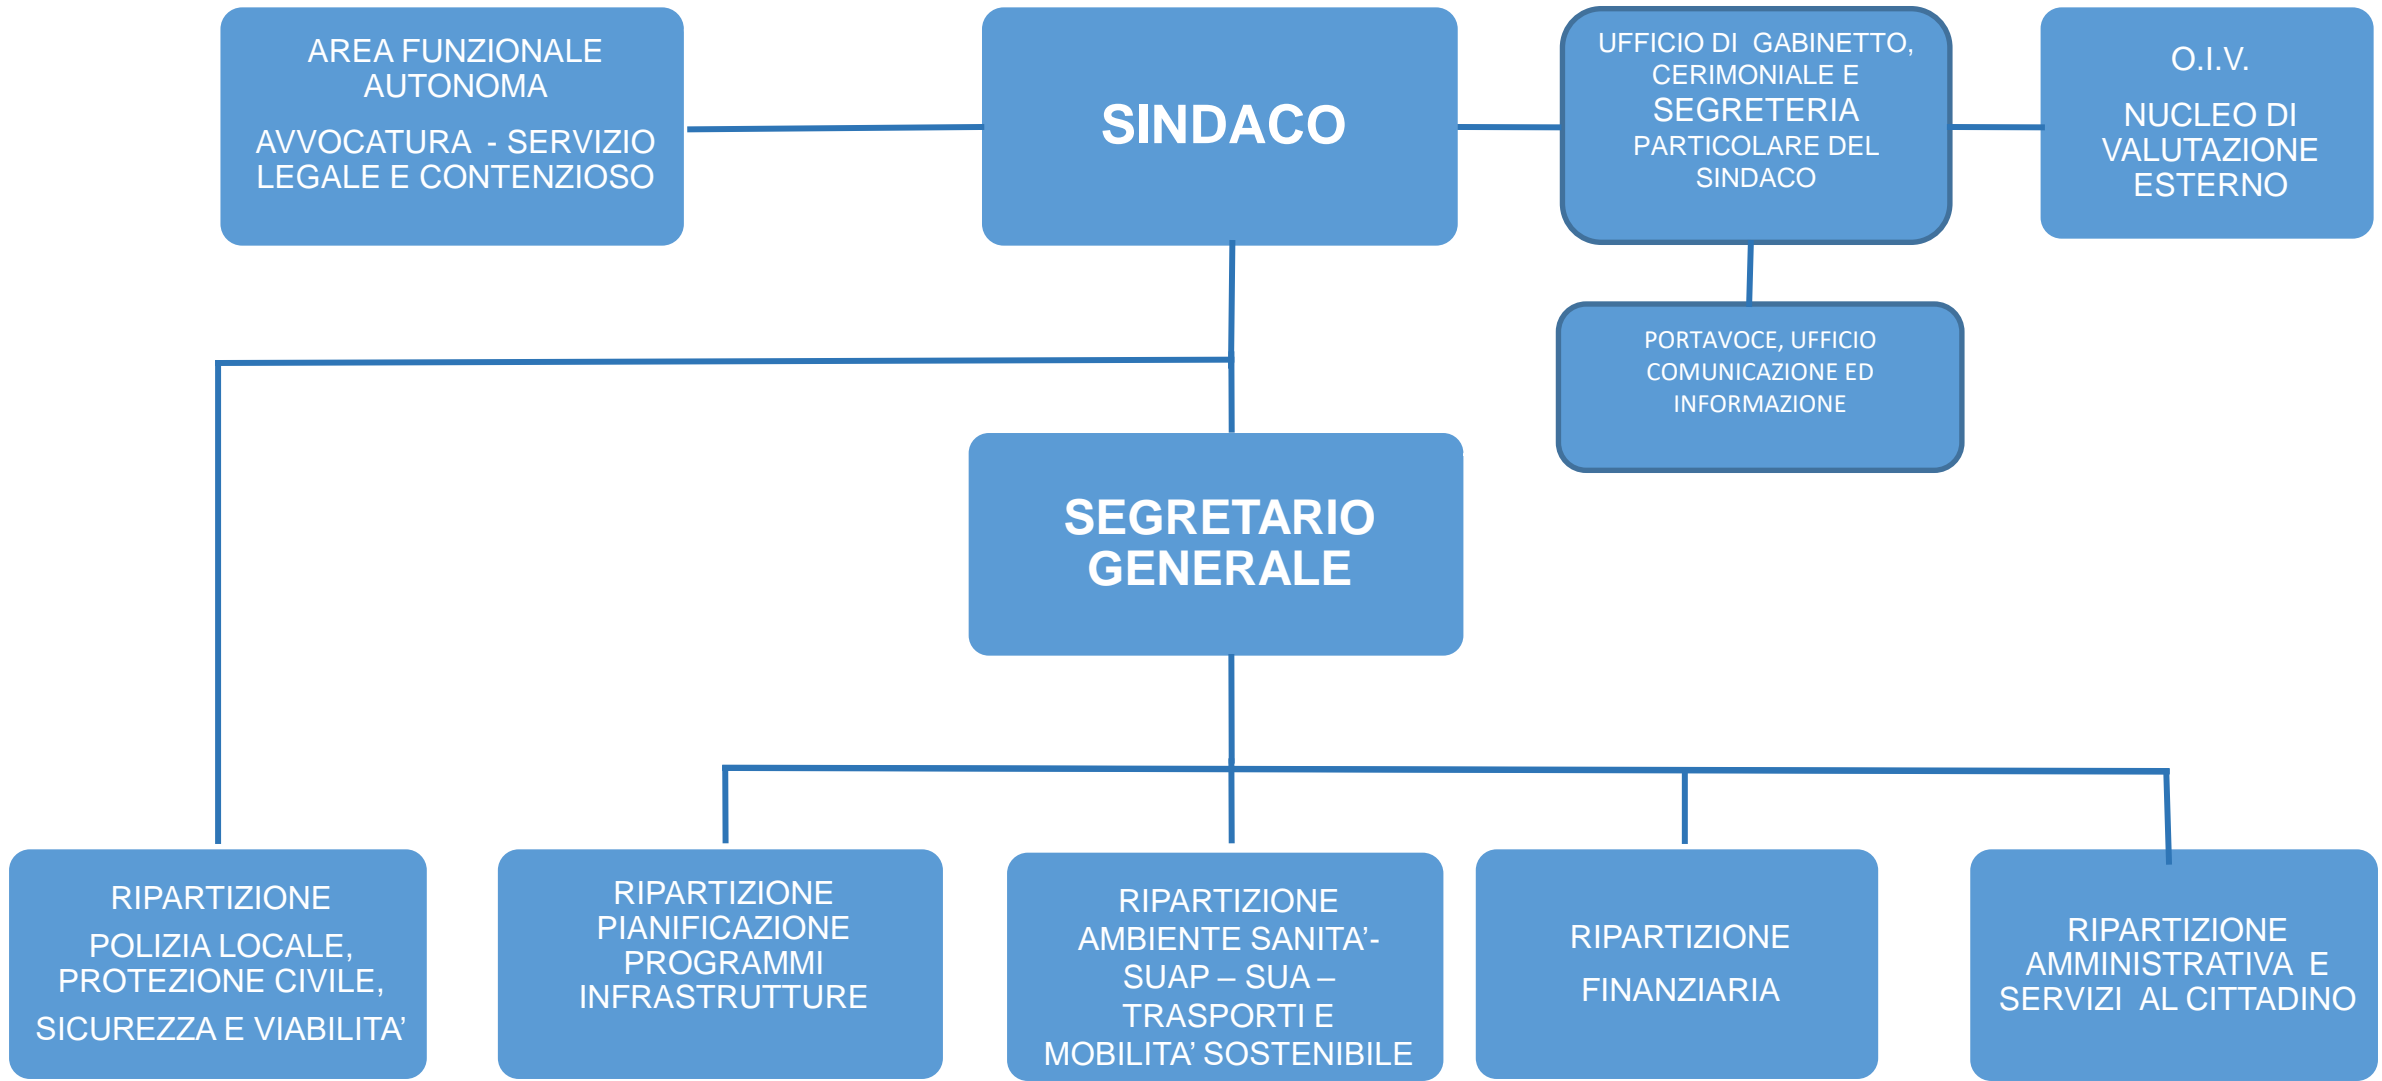 AREA FUNZIONALE
AUTONOMA
AVVOCATURA - SERVIZIO
LEGALE E CONTENZIOSO
SINDACO
UFFICIO DI GABINETTO,
CERIMONIALE E
SEGRETERIA
PARTICOLARE DEL
SINDACO
O.I.V.
NUCLEO DI
VALUTAZIONE
ESTERNO
PORTAVOCE, UFFICIO
COMUNICAZIONE ED
INFORMAZIONE
SEGRETARIO
GENERALE
RIPARTIZIONE
POLIZIA LOCALE,
PROTEZIONE CIVILE,
SICUREZZA E VIABILITA’
RIPARTIZIONE
PIANIFICAZIONE
PROGRAMMI
INFRASTRUTTURE
RIPARTIZIONE
AMBIENTE SANITA’-
SUAP – SUA –
TRASPORTI E
MOBILITA’ SOSTENIBILE
RIPARTIZIONE
FINANZIARIA
RIPARTIZIONE
AMMINISTRATIVA E
SERVIZI AL CITTADINO